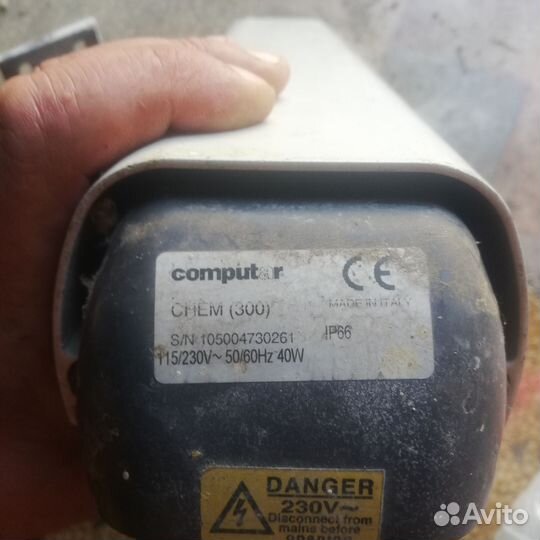 computar CE
CHEM (300) MADE IN ITALY
S/N 105004730261 IP66
115/230V~ 50/60Hz 40W
DANGER
230V~
Disconnect from
mains before
opening
Avito